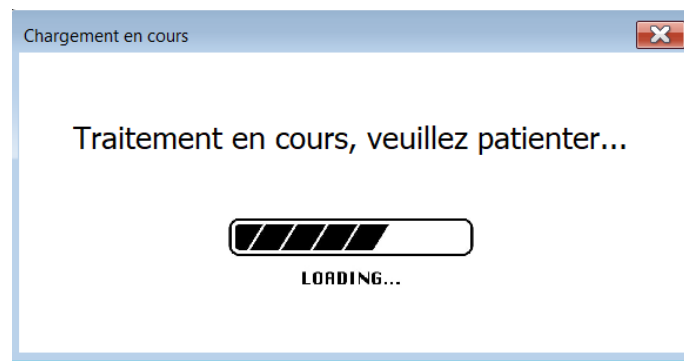 Chargement en cours
Traitement en cours, veuillez patienter...
LOADING...